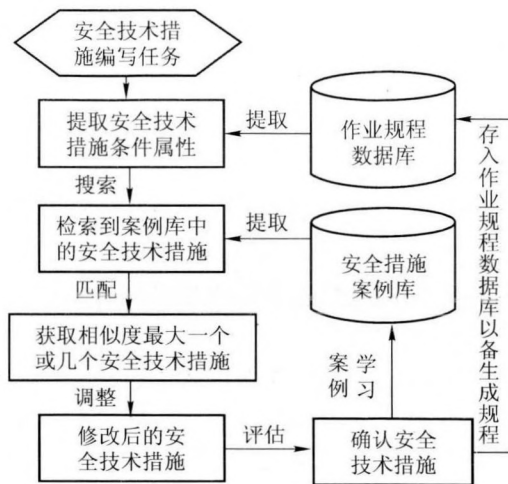 安全技术措
施编写任务
提取安全技术
措施条件属性
提取
作业规程
数据库
搜索
检索到案例库中
的安全技术措施
提取
安全措施
案例库
匹配
获取相似度最大一个
或几个安全技术措施
调整
修改后的安
全技术措施
评估
确认安全
技术措施
案例
学习
存入作业规程数据库以备生成规程